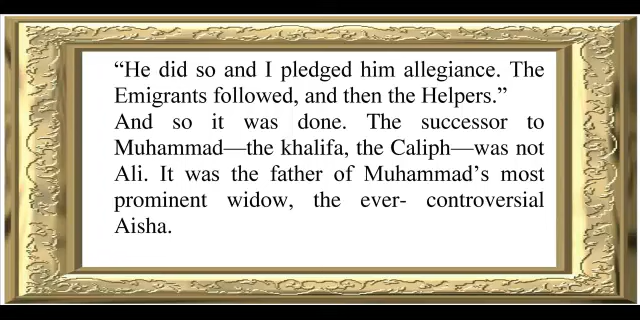 “He did so and I pledged him allegiance. The
Emigrants followed, and then the Helpers.”
And so it was done. The successor to
Muhammad—the khalifa, the Caliph—was not
Ali. It was the father of Muhammad’s most
prominent widow, the ever- controversial
Aisha.